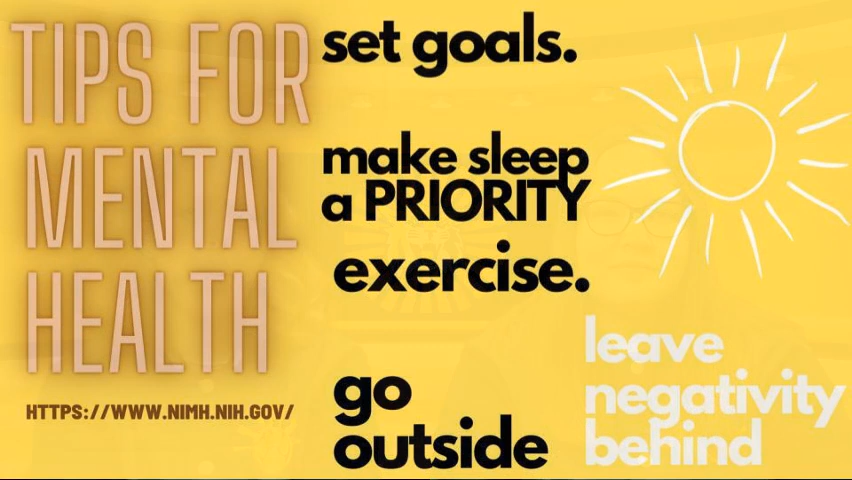 TIPS FOR
MENTAL
HEALTH
HTTPS://WWW.NIMH.NIH.GOV/
set goals.
make sleep
a PRIORITY
exercise.
go
outside
leave
negativity
behind